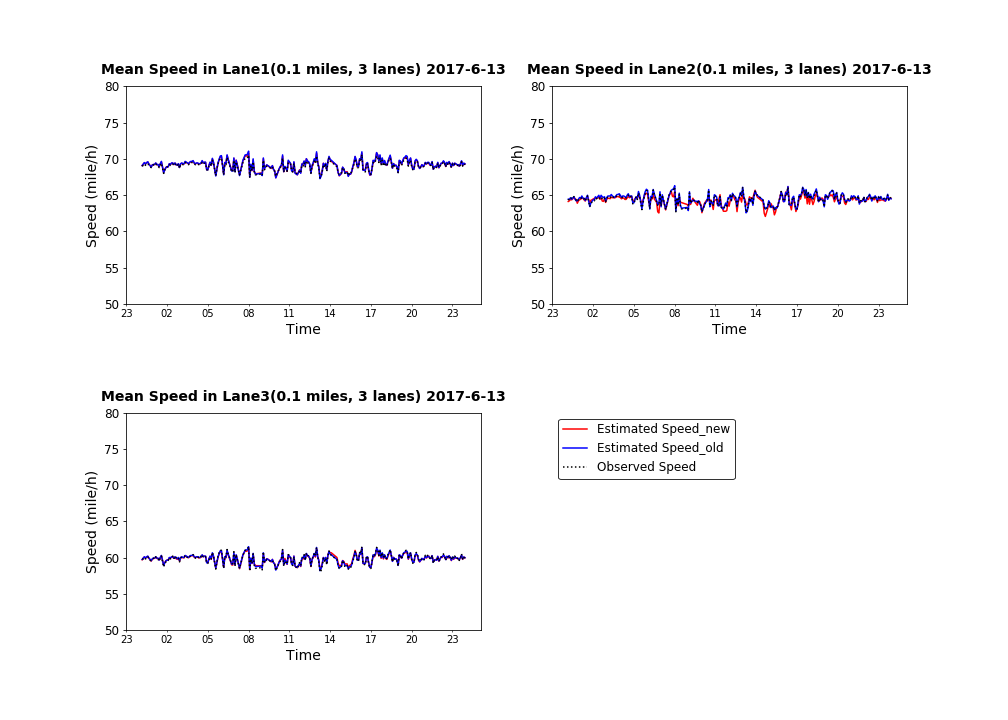 Mean Speed in Lane1(0.1 miles, 3 lanes) 2017-6-13
80
75
70
65
60
55
50
Speed (mile/h)
23 02 05 08 11 14 17 20 23
Time
Mean Speed in Lane2(0.1 miles, 3 lanes) 2017-6-13
80
75
70
65
60
55
50
Speed (mile/h)
23 02 05 08 11 14 17 20 23
Time
Mean Speed in Lane3(0.1 miles, 3 lanes) 2017-6-13
80
75
70
65
60
55
50
Speed (mile/h)
23 02 05 08 11 14 17 20 23
Time
Estimated Speed_new
Estimated Speed_old
Observed Speed